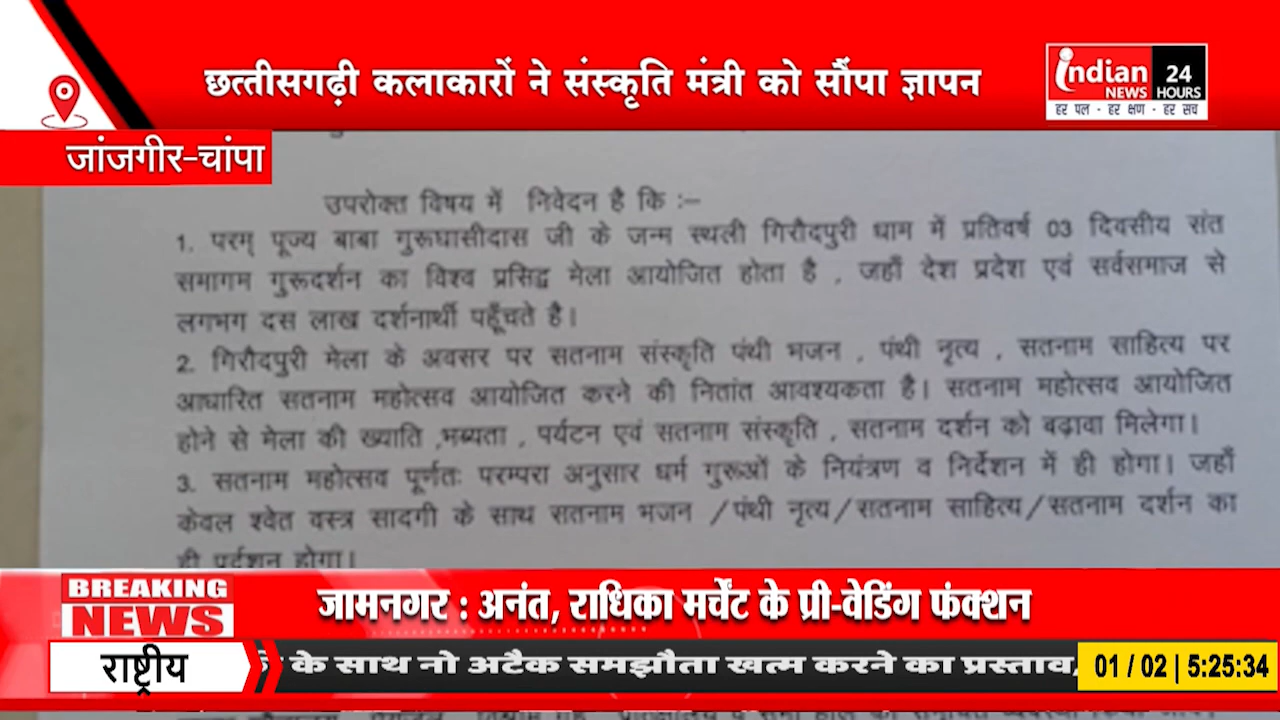 छत्तीसगढ़ी कलाकारों ने संस्कृति मंत्री को सौंपा ज्ञापन
indian
NEWS
24
HOURS
हर पल - हर क्षण - हर सच
जांजगीर-चांपा
उपरोक्त विषय में निवेदन है कि :–
1. परम् पूज्य बाबा गुरूघासीदास जी के जन्म स्थली गिरौदपुरी धाम में प्रतिवर्ष 03 दिवसीय संत
समागम गुरूदर्शन का विश्व प्रसिद्ध मेला आयोजित होता है , जहाँ देश प्रदेश एवं सर्वसमाज से
लगभग दस लाख दर्शनार्थी पहूँचते है।
2. गिरौदपुरी मेला के अवसर पर सतनाम संस्कृति पंथी भजन , पंथी नृत्य , सतनाम साहित्य पर
आधारित सतनाम महोत्सव आयोजित करने की नितांत आवश्यकता है। सतनाम महोत्सव आयोजित
होने से मेला की ख्याति ,भब्यता , पर्यटन एवं सतनाम संस्कृति , सतनाम दर्शन को बढ़ावा मिलेगा।
3. सतनाम महोत्सव पूर्णतः परम्परा अनुसार धर्म गुरूओं के नियंत्रण व निर्देशन में ही होगा। जहाँ
केवल श्वेत वस्त्र सादगी के साथ सतनाम भजन /पंथी नृत्य/सतनाम साहित्य/सतनाम दर्शन का
ही पर्दशन होगा।
BREAKING
NEWS
जामनगर : अनंत, राधिका मर्चेंट के प्री-वेडिंग फंक्शन
राष्ट्रीय
के साथ नो अटैक समझौता खत्म करने का प्रस्ताव,
01 / 02 | 5:25:34